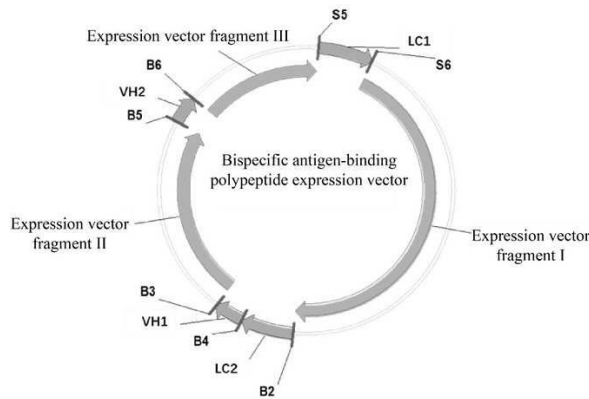 S5
Expression vector fragment III
LC1
S6
B6
VH2
B5
Bispecific antigen-binding
polypeptide expression vector
Expression vector
fragment II
Expression vector
fragment I
B3
VH1
B4
LC2
B2